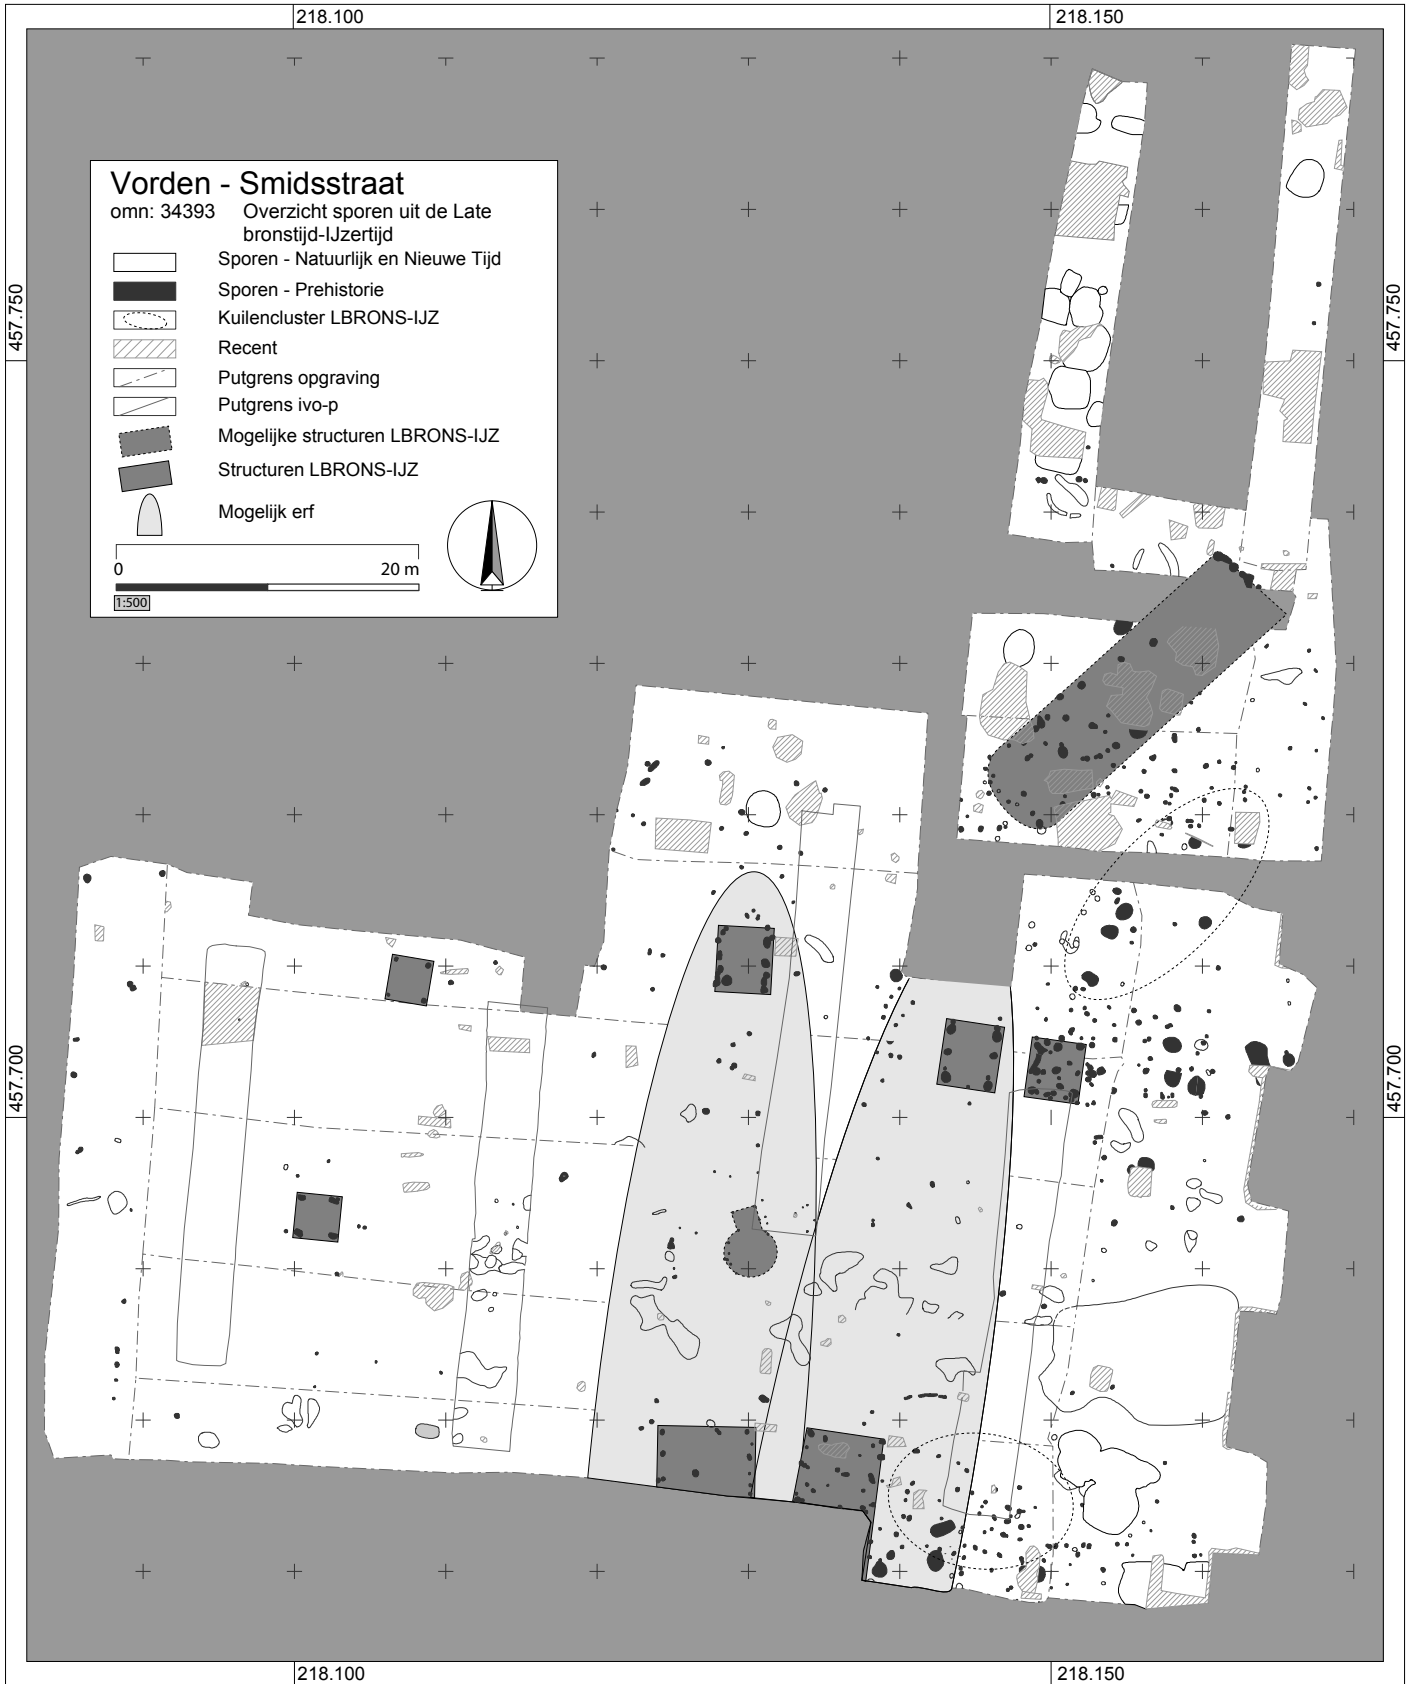 218.100
218.150
Vorden - Smidsstraat
omn: 34393 Overzicht sporen uit de Late
bronstijd-IJzertijd
Sporen - Natuurlijk en Nieuwe Tijd
Sporen - Prehistorie
Kuilencluster LBRONS-IJZ
Recent
Putgrens opgraving
Putgrens ivo-p
Mogelijke structuren LBRONS-IJZ
Structuren LBRONS-IJZ
Mogelijk erf
0 20 m
1:500
457.750
457.750
457.700
457.700
218.100
218.150